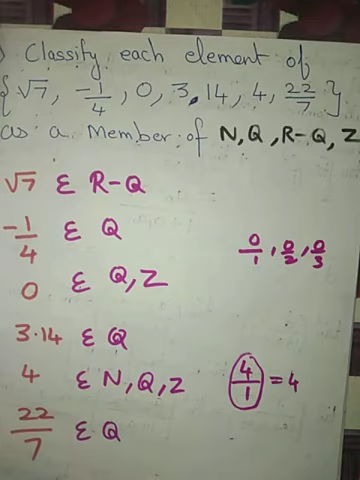 ) Classify each element of
{√7, -1/4, 0, 3.14, 4, 22/7}
as a member of N, Q, R-Q, Z
√7 ε R-Q
-1/4 ε Q
0/1, 0/2, 0/3
0 ε Q, Z
3.14 ε Q
4 ε N, Q, Z
4/1 = 4
22/7 ε Q